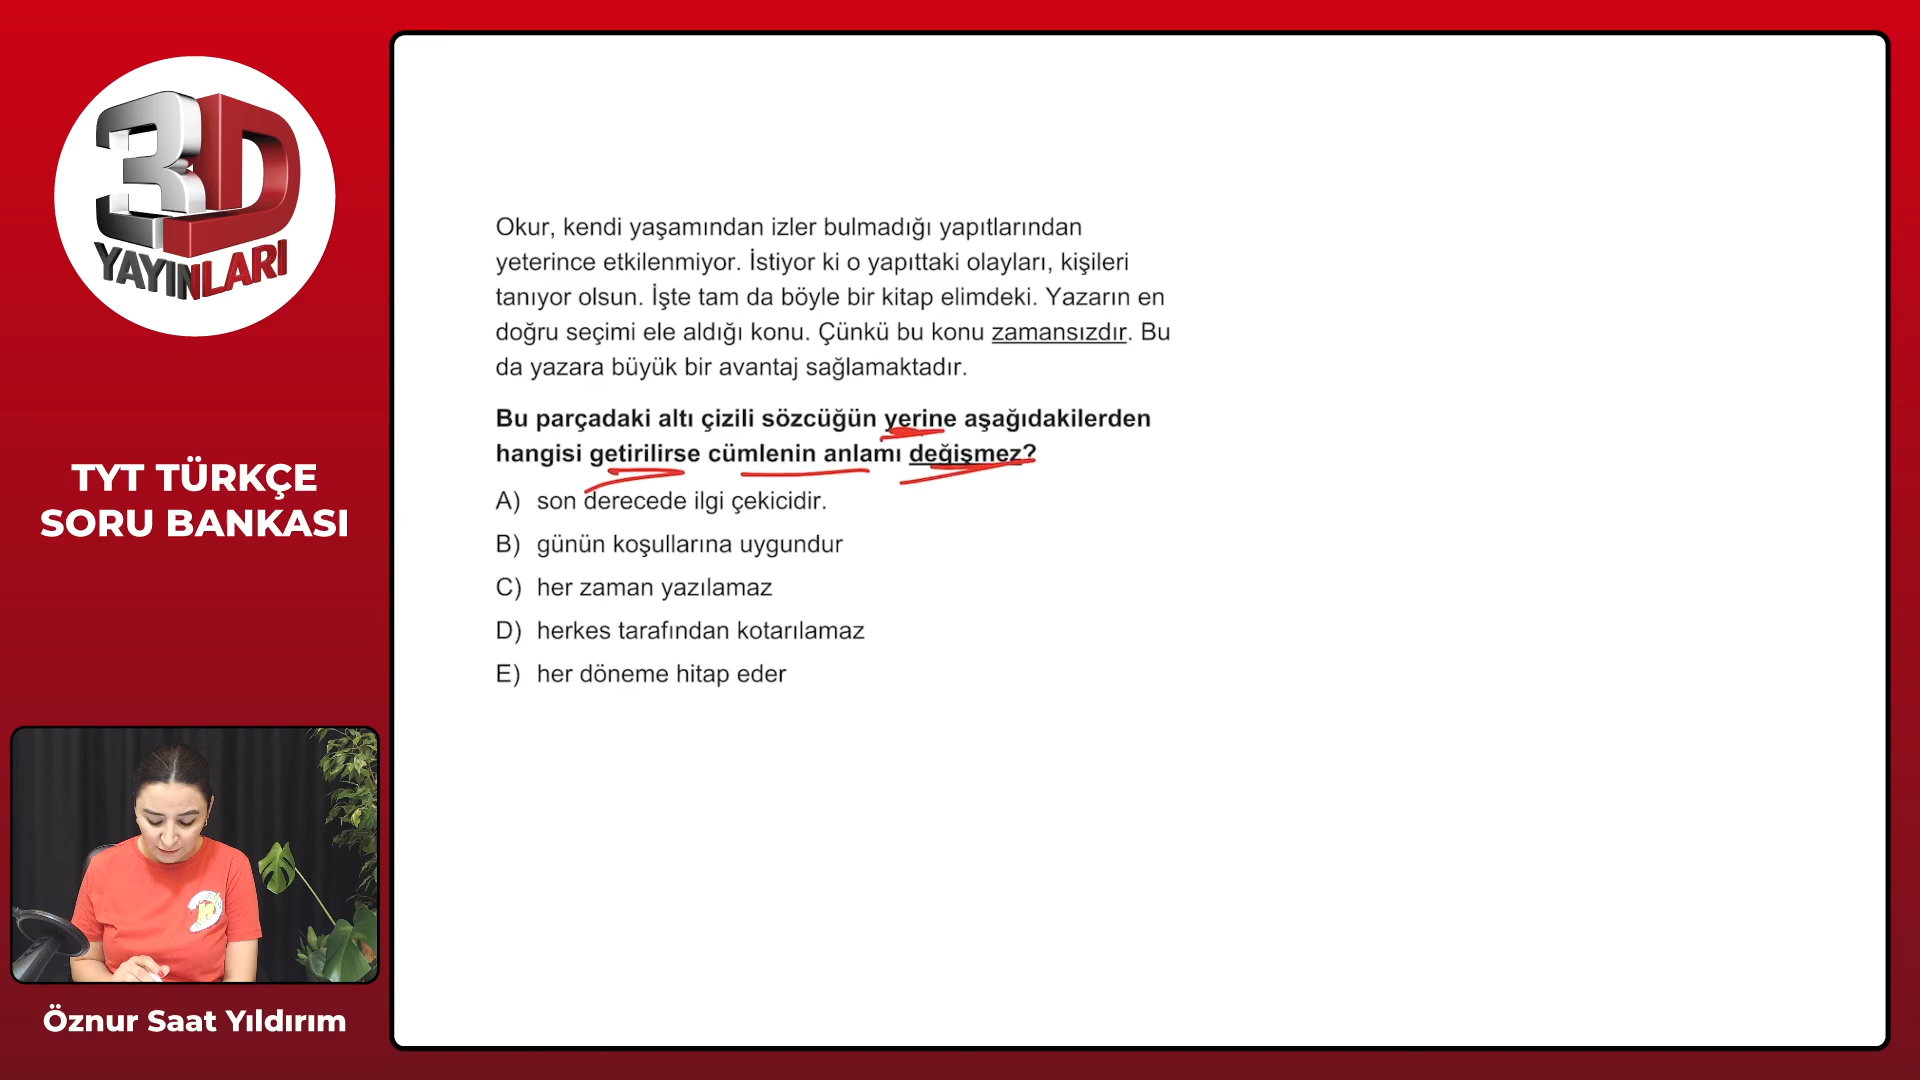 3D
YAYINLARI
TYT TÜRKÇE
SORU BANKASI
Öznur Saat Yıldırım
Okur, kendi yaşamından izler bulmadığı yapıtlarından
yeterince etkilenmiyor. İstiyor ki o yapıttaki olayları, kişileri
tanıyor olsun. İşte tam da böyle bir kitap elimdeki. Yazarın en
doğru seçimi ele aldığı konu. Çünkü bu konu zamansızdır. Bu
da yazara büyük bir avantaj sağlamaktadır.
Bu parçadaki altı çizili sözcüğün yerine aşağıdakilerden
hangisi getirilirse cümlenin anlamı değişmez?
A) son derecede ilgi çekicidir.
B) günün koşullarına uygundur
C) her zaman yazılamaz
D) herkes tarafından kotarılamaz
E) her döneme hitap eder